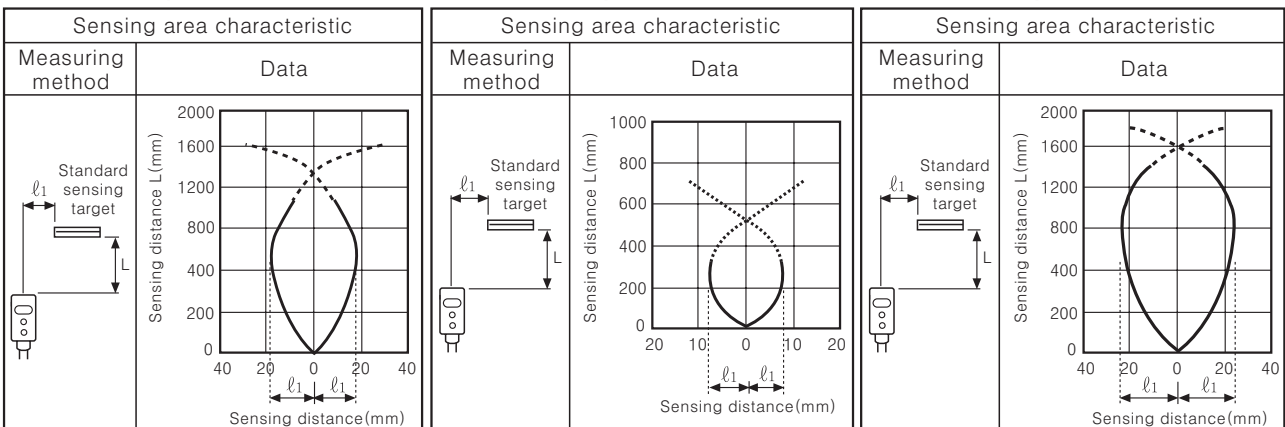 Sensing area characteristic
Measuring method
Data
ℓ1
Standard
sensing
target
L
Sensing distance L(mm)
2000
1600
1200
800
400
200
0
40 20 0 20 40
ℓ1 ℓ1
Sensing distance(mm)
Sensing area characteristic
Measuring method
Data
ℓ1
Standard
sensing
target
L
Sensing distance L(mm)
1000
800
600
400
200
0
20 10 0 10 20
ℓ1 ℓ1
Sensing distance(mm)
Sensing area characteristic
Measuring method
Data
ℓ1
Standard
sensing
target
L
Sensing distance L(mm)
2000
1600
1200
800
400
200
0
40 20 0 20 40
ℓ1 ℓ1
Sensing distance(mm)